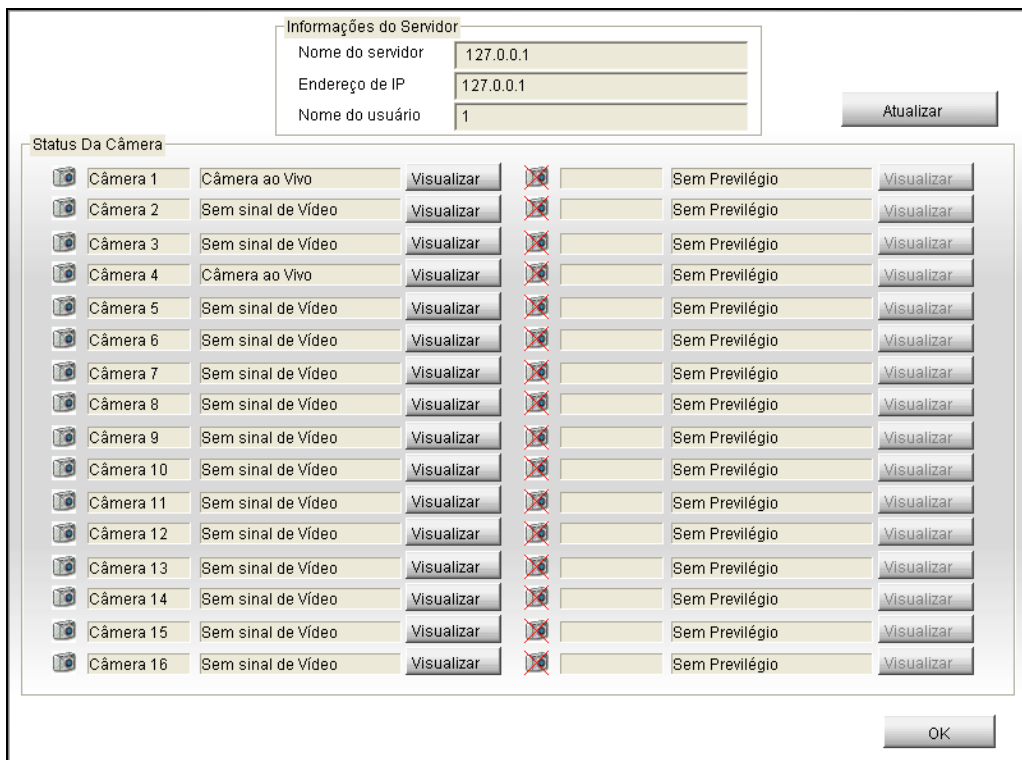 Informações do Servidor
Nome do servidor 127.0.0.1
Endereço de IP 127.0.0.1
Nome do usuário 1
Atualizar
Status Da Câmera
Câmera 1 Câmera ao Vivo Visualizar Sem Previlégio Visualizar
Câmera 2 Sem sinal de Vídeo Visualizar Sem Previlégio Visualizar
Câmera 3 Sem sinal de Vídeo Visualizar Sem Previlégio Visualizar
Câmera 4 Câmera ao Vivo Visualizar Sem Previlégio Visualizar
Câmera 5 Sem sinal de Vídeo Visualizar Sem Previlégio Visualizar
Câmera 6 Sem sinal de Vídeo Visualizar Sem Previlégio Visualizar
Câmera 7 Sem sinal de Vídeo Visualizar Sem Previlégio Visualizar
Câmera 8 Sem sinal de Vídeo Visualizar Sem Previlégio Visualizar
Câmera 9 Sem sinal de Vídeo Visualizar Sem Previlégio Visualizar
Câmera 10 Sem sinal de Vídeo Visualizar Sem Previlégio Visualizar
Câmera 11 Sem sinal de Vídeo Visualizar Sem Previlégio Visualizar
Câmera 12 Sem sinal de Vídeo Visualizar Sem Previlégio Visualizar
Câmera 13 Sem sinal de Vídeo Visualizar Sem Previlégio Visualizar
Câmera 14 Sem sinal de Vídeo Visualizar Sem Previlégio Visualizar
Câmera 15 Sem sinal de Vídeo Visualizar Sem Previlégio Visualizar
Câmera 16 Sem sinal de Vídeo Visualizar Sem Previlégio Visualizar
OK